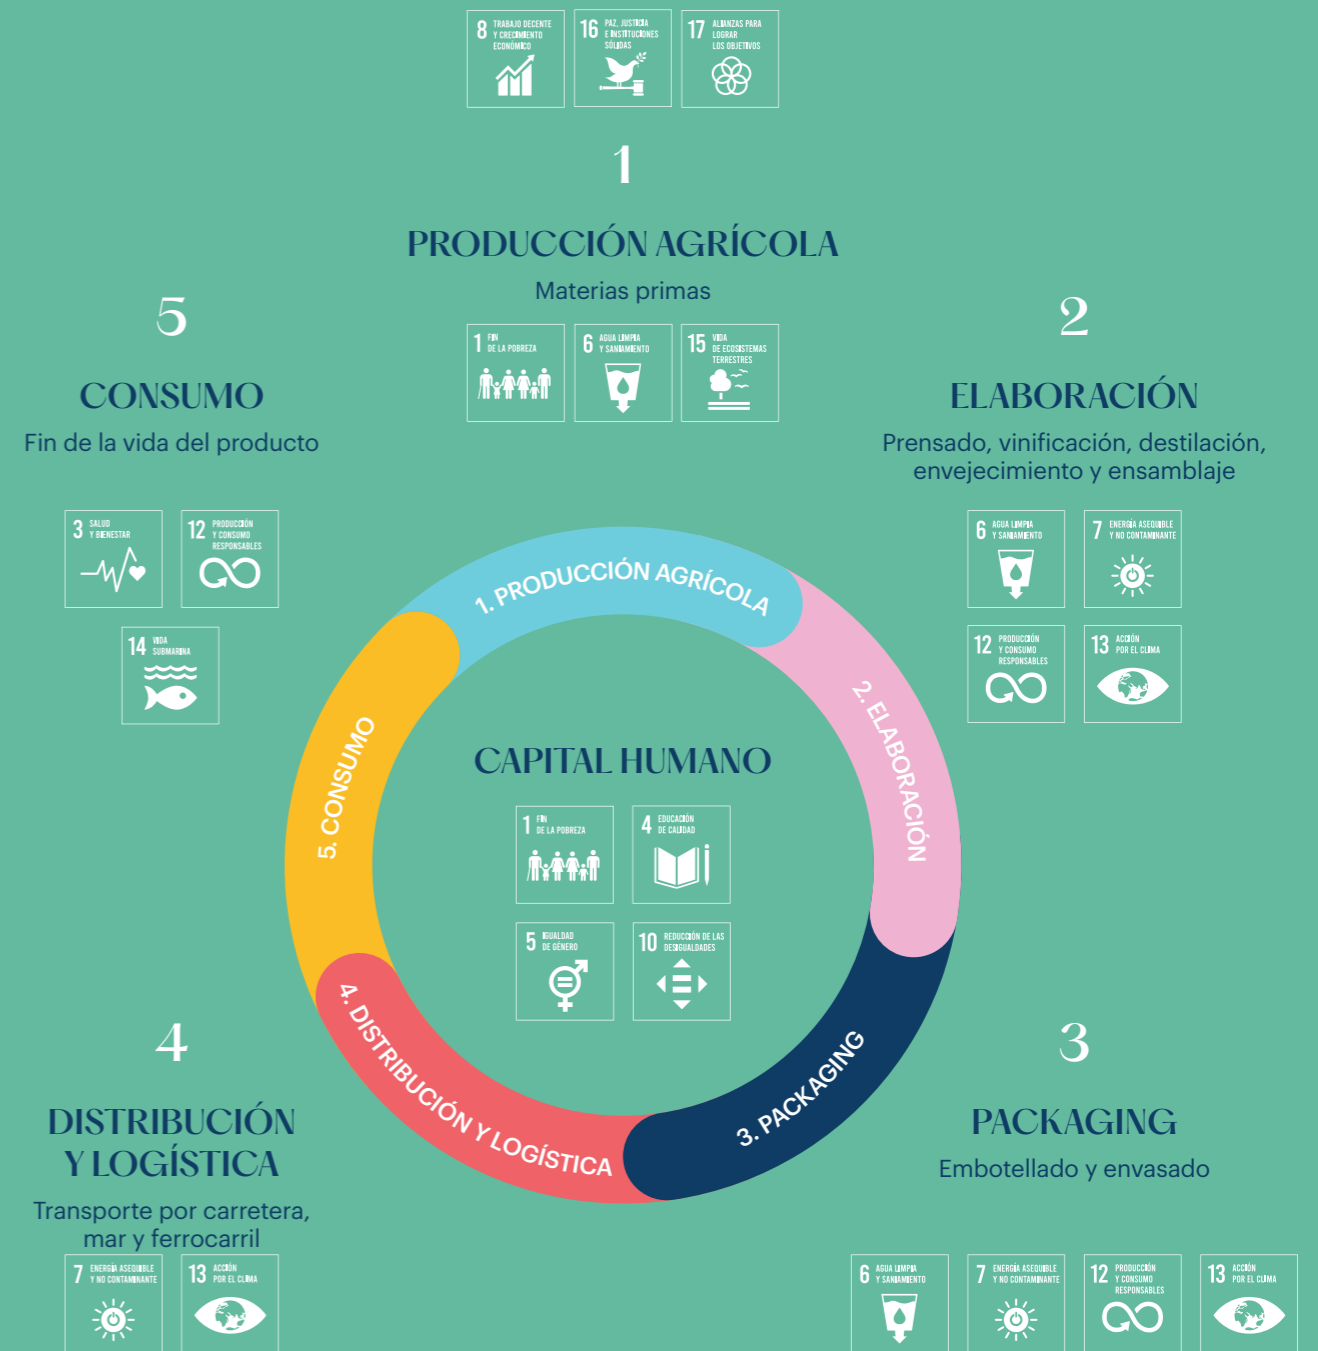 8 TRABAJO DECENTE
Y CRECIMIENTO
ECONÓMICO
16 PAZ, JUSTICIA
E INSTITUCIONES
SÓLIDAS
17 ALIANZAS PARA
LOGRAR
LOS OBJETIVOS
1
PRODUCCIÓN AGRÍCOLA
Materias primas
1 FIN
DE LA POBREZA
6 AGUA LIMPIA
Y SANEAMIENTO
15 VIDA
DE ECOSISTEMAS
TERRESTRES
5
CONSUMO
Fin de la vida del producto
3 SALUD
Y BIENESTAR
12 PRODUCCIÓN
Y CONSUMO
RESPONSABLES
14 VIDA
SUBMARINA
2
ELABORACIÓN
Prensado, vinificación, destilación,
envejecimiento y ensamblaje
6 AGUA LIMPIA
Y SANEAMIENTO
7 ENERGÍA ASEQUIBLE
Y NO CONTAMINANTE
12 PRODUCCIÓN
Y CONSUMO
RESPONSABLES
13 ACCIÓN
POR EL CLIMA
1. PRODUCCIÓN AGRÍCOLA
2. ELABORACIÓN
3. PACKAGING
4. DISTRIBUCIÓN Y LOGÍSTICA
5. CONSUMO
CAPITAL HUMANO
1 FIN
DE LA POBREZA
4 EDUCACIÓN
DE CALIDAD
5 IGUALDAD
DE GÉNERO
10 REDUCCIÓN DE LAS
DESIGUALDADES
4
DISTRIBUCIÓN
Y LOGÍSTICA
Transporte por carretera,
mar y ferrocarril
7 ENERGÍA ASEQUIBLE
Y NO CONTAMINANTE
13 ACCIÓN
POR EL CLIMA
3
PACKAGING
Embotellado y envasado
6 AGUA LIMPIA
Y SANEAMIENTO
7 ENERGÍA ASEQUIBLE
Y NO CONTAMINANTE
12 PRODUCCIÓN
Y CONSUMO
RESPONSABLES
13 ACCIÓN
POR EL CLIMA